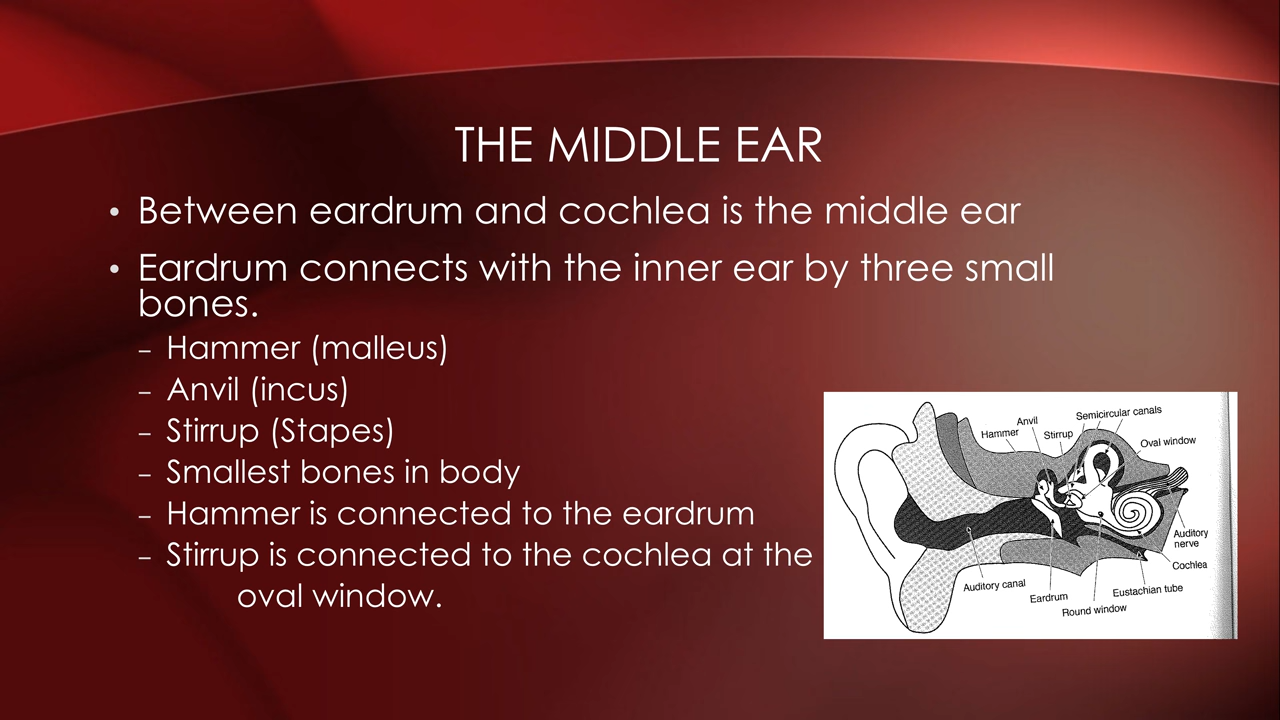 THE MIDDLE EAR
• Between eardrum and cochlea is the middle ear
• Eardrum connects with the inner ear by three small
bones.
– Hammer (malleus)
– Anvil (incus)
– Stirrup (Stapes)
– Smallest bones in body
– Hammer is connected to the eardrum
– Stirrup is connected to the cochlea at the
oval window.
Semicircular canals
Anvil
Hammer
Stirrup
Oval window
Auditory
nerve
Cochlea
Auditory canal
Eardrum
Eustachian tube
Round window